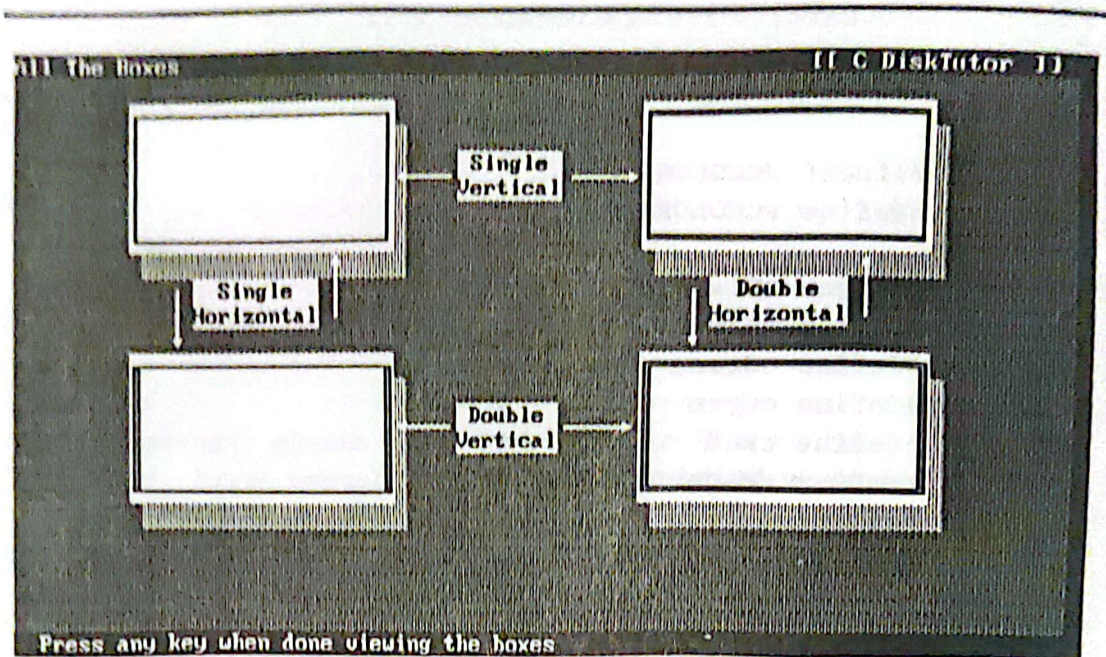 All The Boxes
[[ C DiskTutor ]]
Single
Vertical
Single
Horizontal
Double
Horizontal
Double
Vertical
Press any key when done viewing the boxes